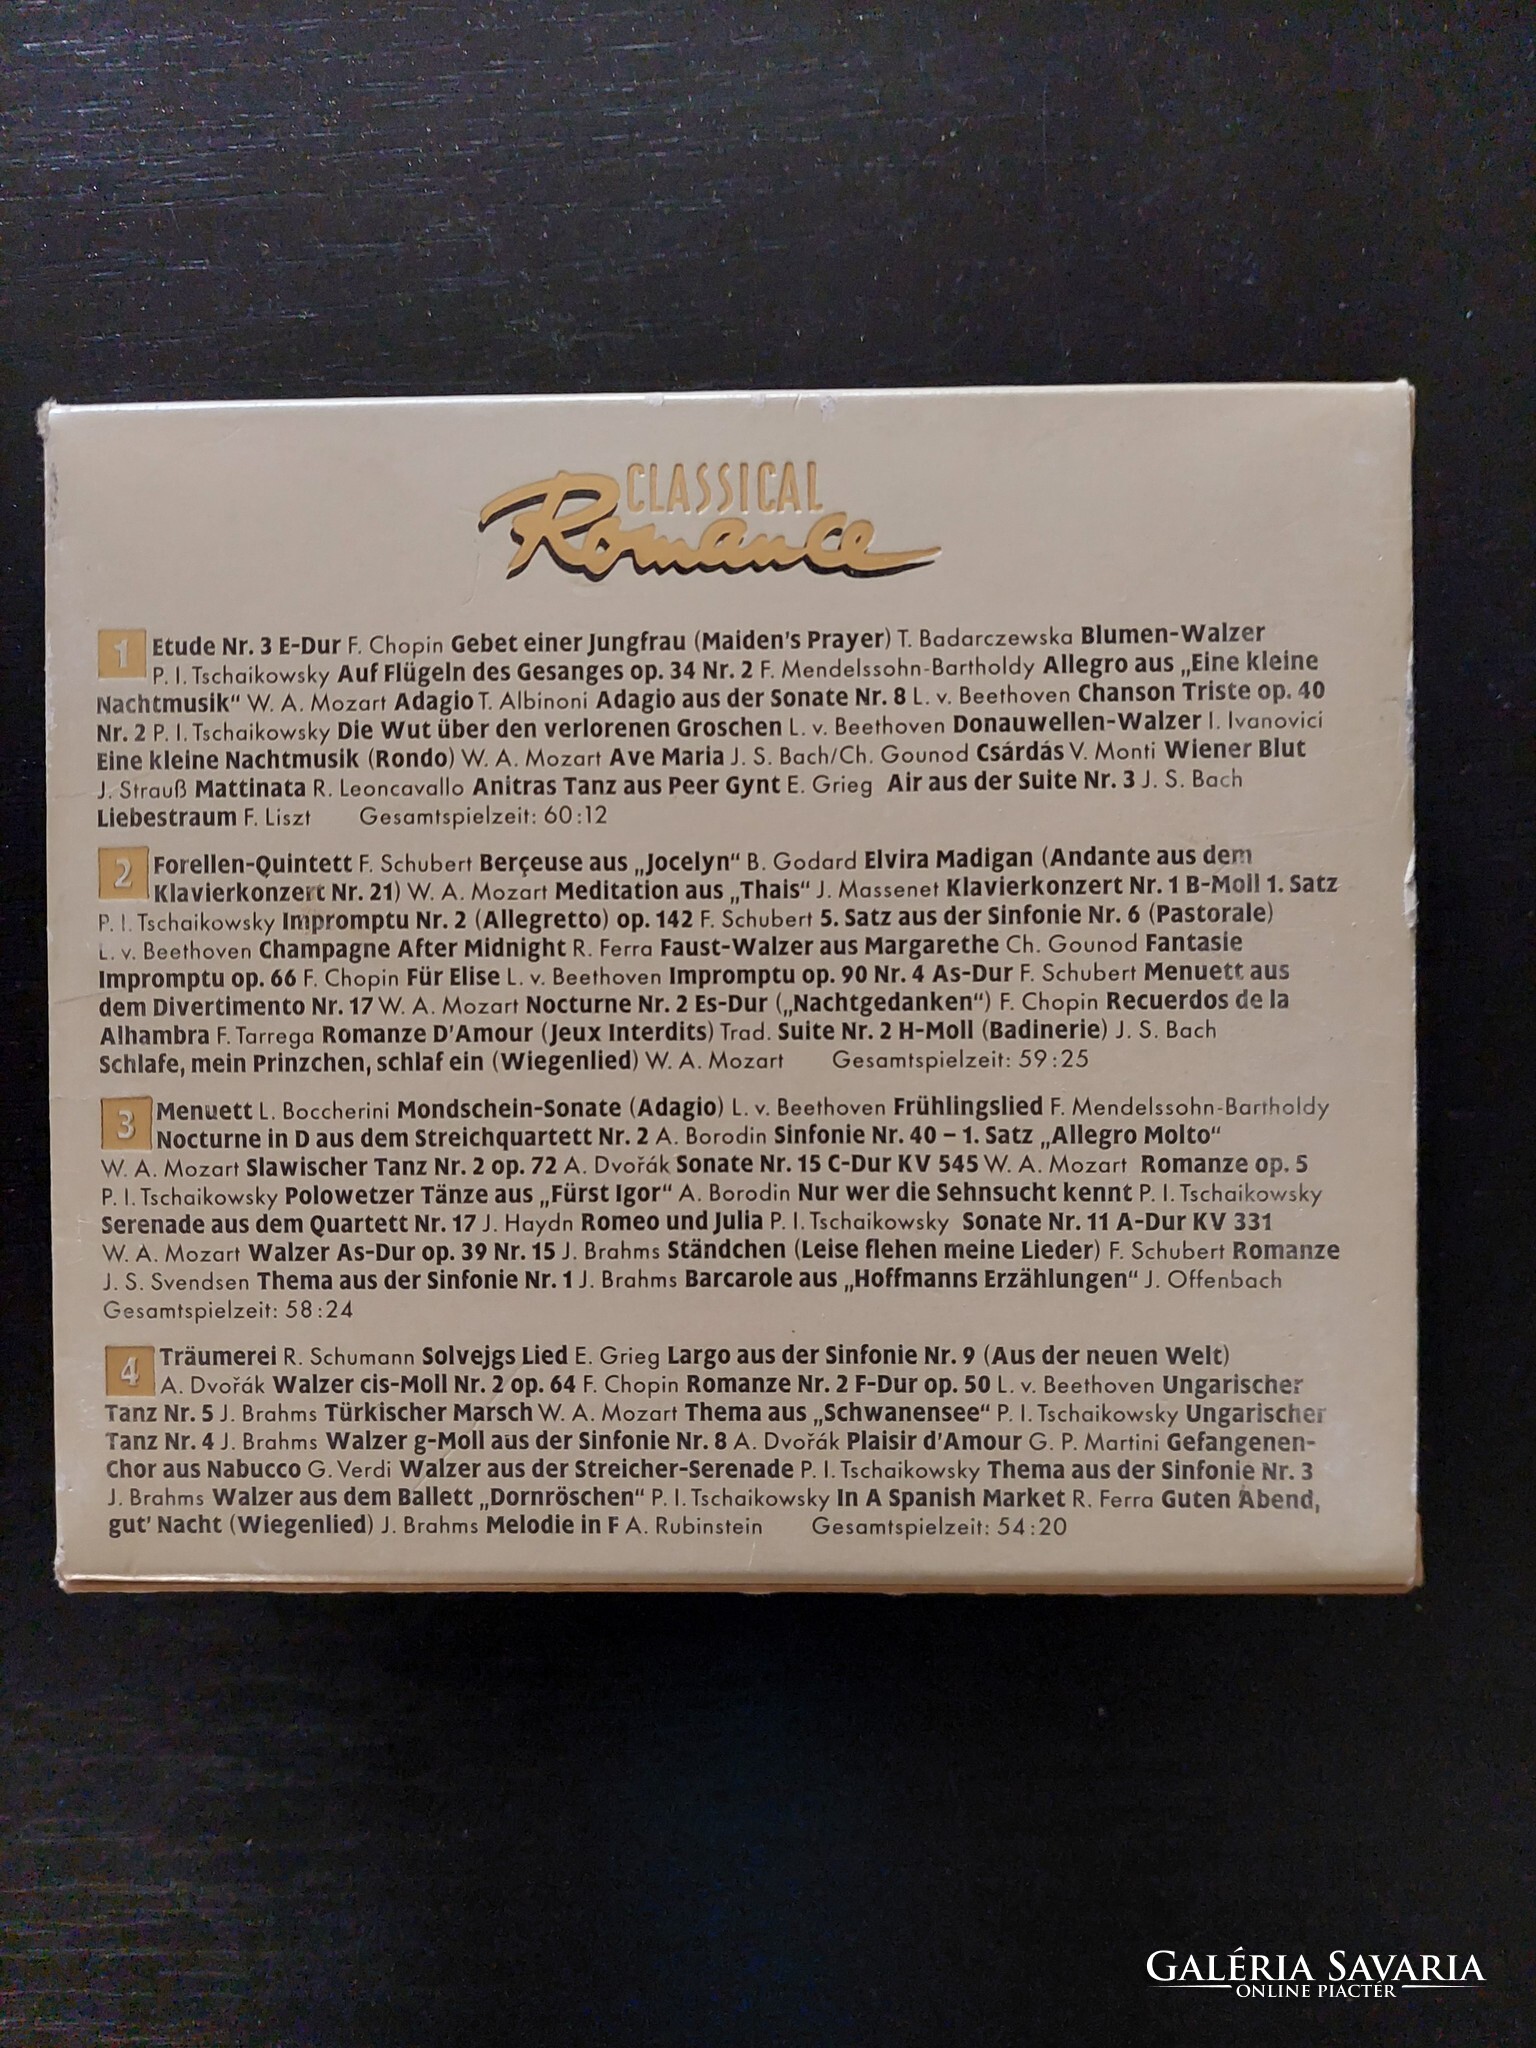 CLASSICAL
Romance
1 Etude Nr. 3 E-Dur F. Chopin Gebet einer Jungfrau (Maiden's Prayer) T. Badarczewska Blumen-Walzer
P. I. Tschaikowsky Auf Flügeln des Gesanges op. 34 Nr. 2 F. Mendelssohn-Bartholdy Allegro aus „Eine kleine
Nachtmusik“ W. A. Mozart Adagio T. Albinoni Adagio aus der Sonate Nr. 8 L. v. Beethoven Chanson Triste op. 40
Nr. 2 P. I. Tschaikowsky Die Wut über den verlorenen Groschen L. v. Beethoven Donauwellen-Walzer I. Ivanovici
Eine kleine Nachtmusik (Rondo) W. A. Mozart Ave Maria J. S. Bach/Ch. Gounod Csárdás V. Monti Wiener Blut
J. Strauß Mattinata R. Leoncavallo Anitras Tanz aus Peer Gynt E. Grieg Air aus der Suite Nr. 3 J. S. Bach
Liebestraum F. Liszt Gesamtspielzeit: 60:12
2 Forellen-Quintett F. Schubert Berçeuse aus „Jocelyn“ B. Godard Elvira Madigan (Andante aus dem
Klavierkonzert Nr. 21) W. A. Mozart Meditation aus „Thais“ J. Massenet Klavierkonzert Nr. 1 B-Moll 1. Satz
P. I. Tschaikowsky Impromptu Nr. 2 (Allegretto) op. 142 F. Schubert 5. Satz aus der Sinfonie Nr. 6 (Pastorale)
L. v. Beethoven Champagne After Midnight R. Ferra Faust-Walzer aus Margarethe Ch. Gounod Fantasie
Impromptu op. 66 F. Chopin Für Elise L. v. Beethoven Impromptu op. 90 Nr. 4 As-Dur F. Schubert Menuett aus
dem Divertimento Nr. 17 W. A. Mozart Nocturne Nr. 2 Es-Dur („Nachtgedanken“) F. Chopin Recuerdos de la
Alhambra F. Tarrega Romanze D'Amour (Jeux Interdits) Trad. Suite Nr. 2 H-Moll (Badinerie) J. S. Bach
Schlafe, mein Prinzchen, schlaf ein (Wiegenlied) W. A. Mozart Gesamtspielzeit: 59:25
3 Menuett L. Boccherini Mondschein-Sonate (Adagio) L. v. Beethoven Frühlingslied F. Mendelssohn-Bartholdy
Nocturne in D aus dem Streichquartett Nr. 2 A. Borodin Sinfonie Nr. 40 – 1. Satz „Allegro Molto“
W. A. Mozart Slawischer Tanz Nr. 2 op. 72 A. Dvořák Sonate Nr. 15 C-Dur KV 545 W. A. Mozart Romanze op. 5
P. I. Tschaikowsky Polowetzer Tänze aus „Fürst Igor“ A. Borodin Nur wer die Sehnsucht kennt P. I. Tschaikowsky
Serenade aus dem Quartett Nr. 17 J. Haydn Romeo und Julia P. I. Tschaikowsky Sonate Nr. 11 A-Dur KV 331
W. A. Mozart Walzer As-Dur op. 39 Nr. 15 J. Brahms Ständchen (Leise flehen meine Lieder) F. Schubert Romanze
J. S. Svendsen Thema aus der Sinfonie Nr. 1 J. Brahms Barcarole aus „Hoffmanns Erzählungen“ J. Offenbach
Gesamtspielzeit: 58:24
4 Träumerei R. Schumann Solvejgs Lied E. Grieg Largo aus der Sinfonie Nr. 9 (Aus der neuen Welt)
A. Dvořák Walzer cis-Moll Nr. 2 op. 64 F. Chopin Romanze Nr. 2 F-Dur op. 50 L. v. Beethoven Ungarischer
Tanz Nr. 5 J. Brahms Türkischer Marsch W. A. Mozart Thema aus „Schwanensee“ P. I. Tschaikowsky Ungarischer
Tanz Nr. 4 J. Brahms Walzer g-Moll aus der Sinfonie Nr. 8 A. Dvořák Plaisir d'Amour G. P. Martini Gefangenen-
Chor aus Nabucco G. Verdi Walzer aus der Streicher-Serenade P. I. Tschaikowsky Thema aus der Sinfonie Nr. 3
J. Brahms Walzer aus dem Ballett „Dornröschen“ P. I. Tschaikowsky In A Spanish Market R. Ferra Guten Abend,
gut' Nacht (Wiegenlied) J. Brahms Melodie in F A. Rubinstein Gesamtspielzeit: 54:20
GALÉRIA SAVARIA
ONLINE PIACTÉR